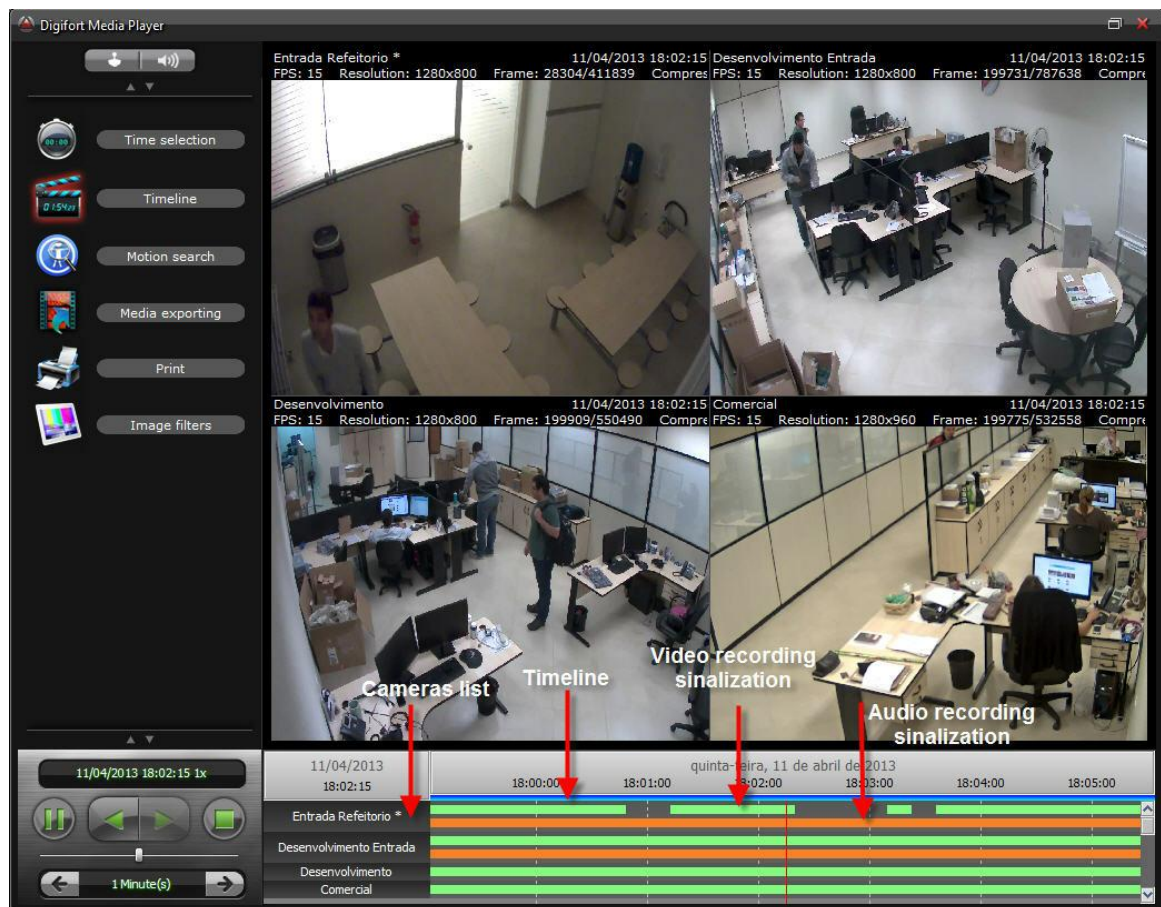 Digifort Media Player
Time selection
Timeline
Motion search
Media exporting
Print
Image filters
Entrada Refeitorio * 11/04/2013 18:02:15
FPS: 15 Resolution: 1280x800 Frame: 28304/411839 Compres
Desenvolvimento Entrada 11/04/2013 18:02:15
FPS: 15 Resolution: 1280x800 Frame: 199731/787638 Compre
Desenvolvimento 11/04/2013 18:02:15
FPS: 15 Resolution: 1280x800 Frame: 199909/550490 Compre
Comercial 11/04/2013 18:02:15
FPS: 15 Resolution: 1280x960 Frame: 199775/532558 Compre
Cameras list
Timeline
Video recording
sinalization
Audio recording
sinalization
11/04/2013 18:02:15 1x
1 Minute(s)
11/04/2013
18:02:15
quinta-feira, 11 de abril de 2013
18:00:00 18:01:00 18:02:00 18:03:00 18:04:00 18:05:00
Entrada Refeitorio *
Desenvolvimento Entrada
Desenvolvimento
Comercial